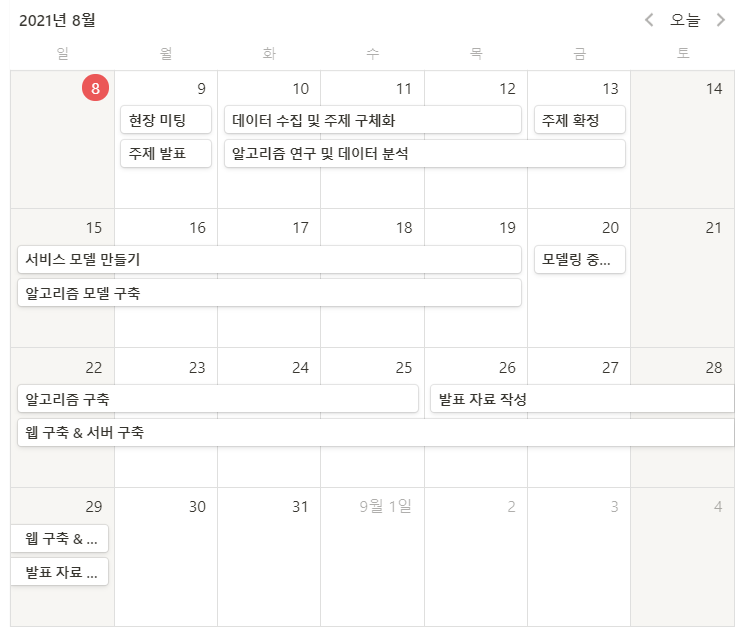 2021년 8월
오늘
일 월 화 수 목 금 토
8 9 10 11 12 13 14
현장 미팅 데이터 수집 및 주제 구체화 주제 확정
주제 발표 알고리즘 연구 및 데이터 분석
15 16 17 18 19 20 21
서비스 모델 만들기 모델링 중...
알고리즘 모델 구축
22 23 24 25 26 27 28
알고리즘 구축 발표 자료 작성
웹 구축 & 서버 구축
29 30 31 9월 1일 2 3 4
웹 구축 & ...
발표 자료 ...